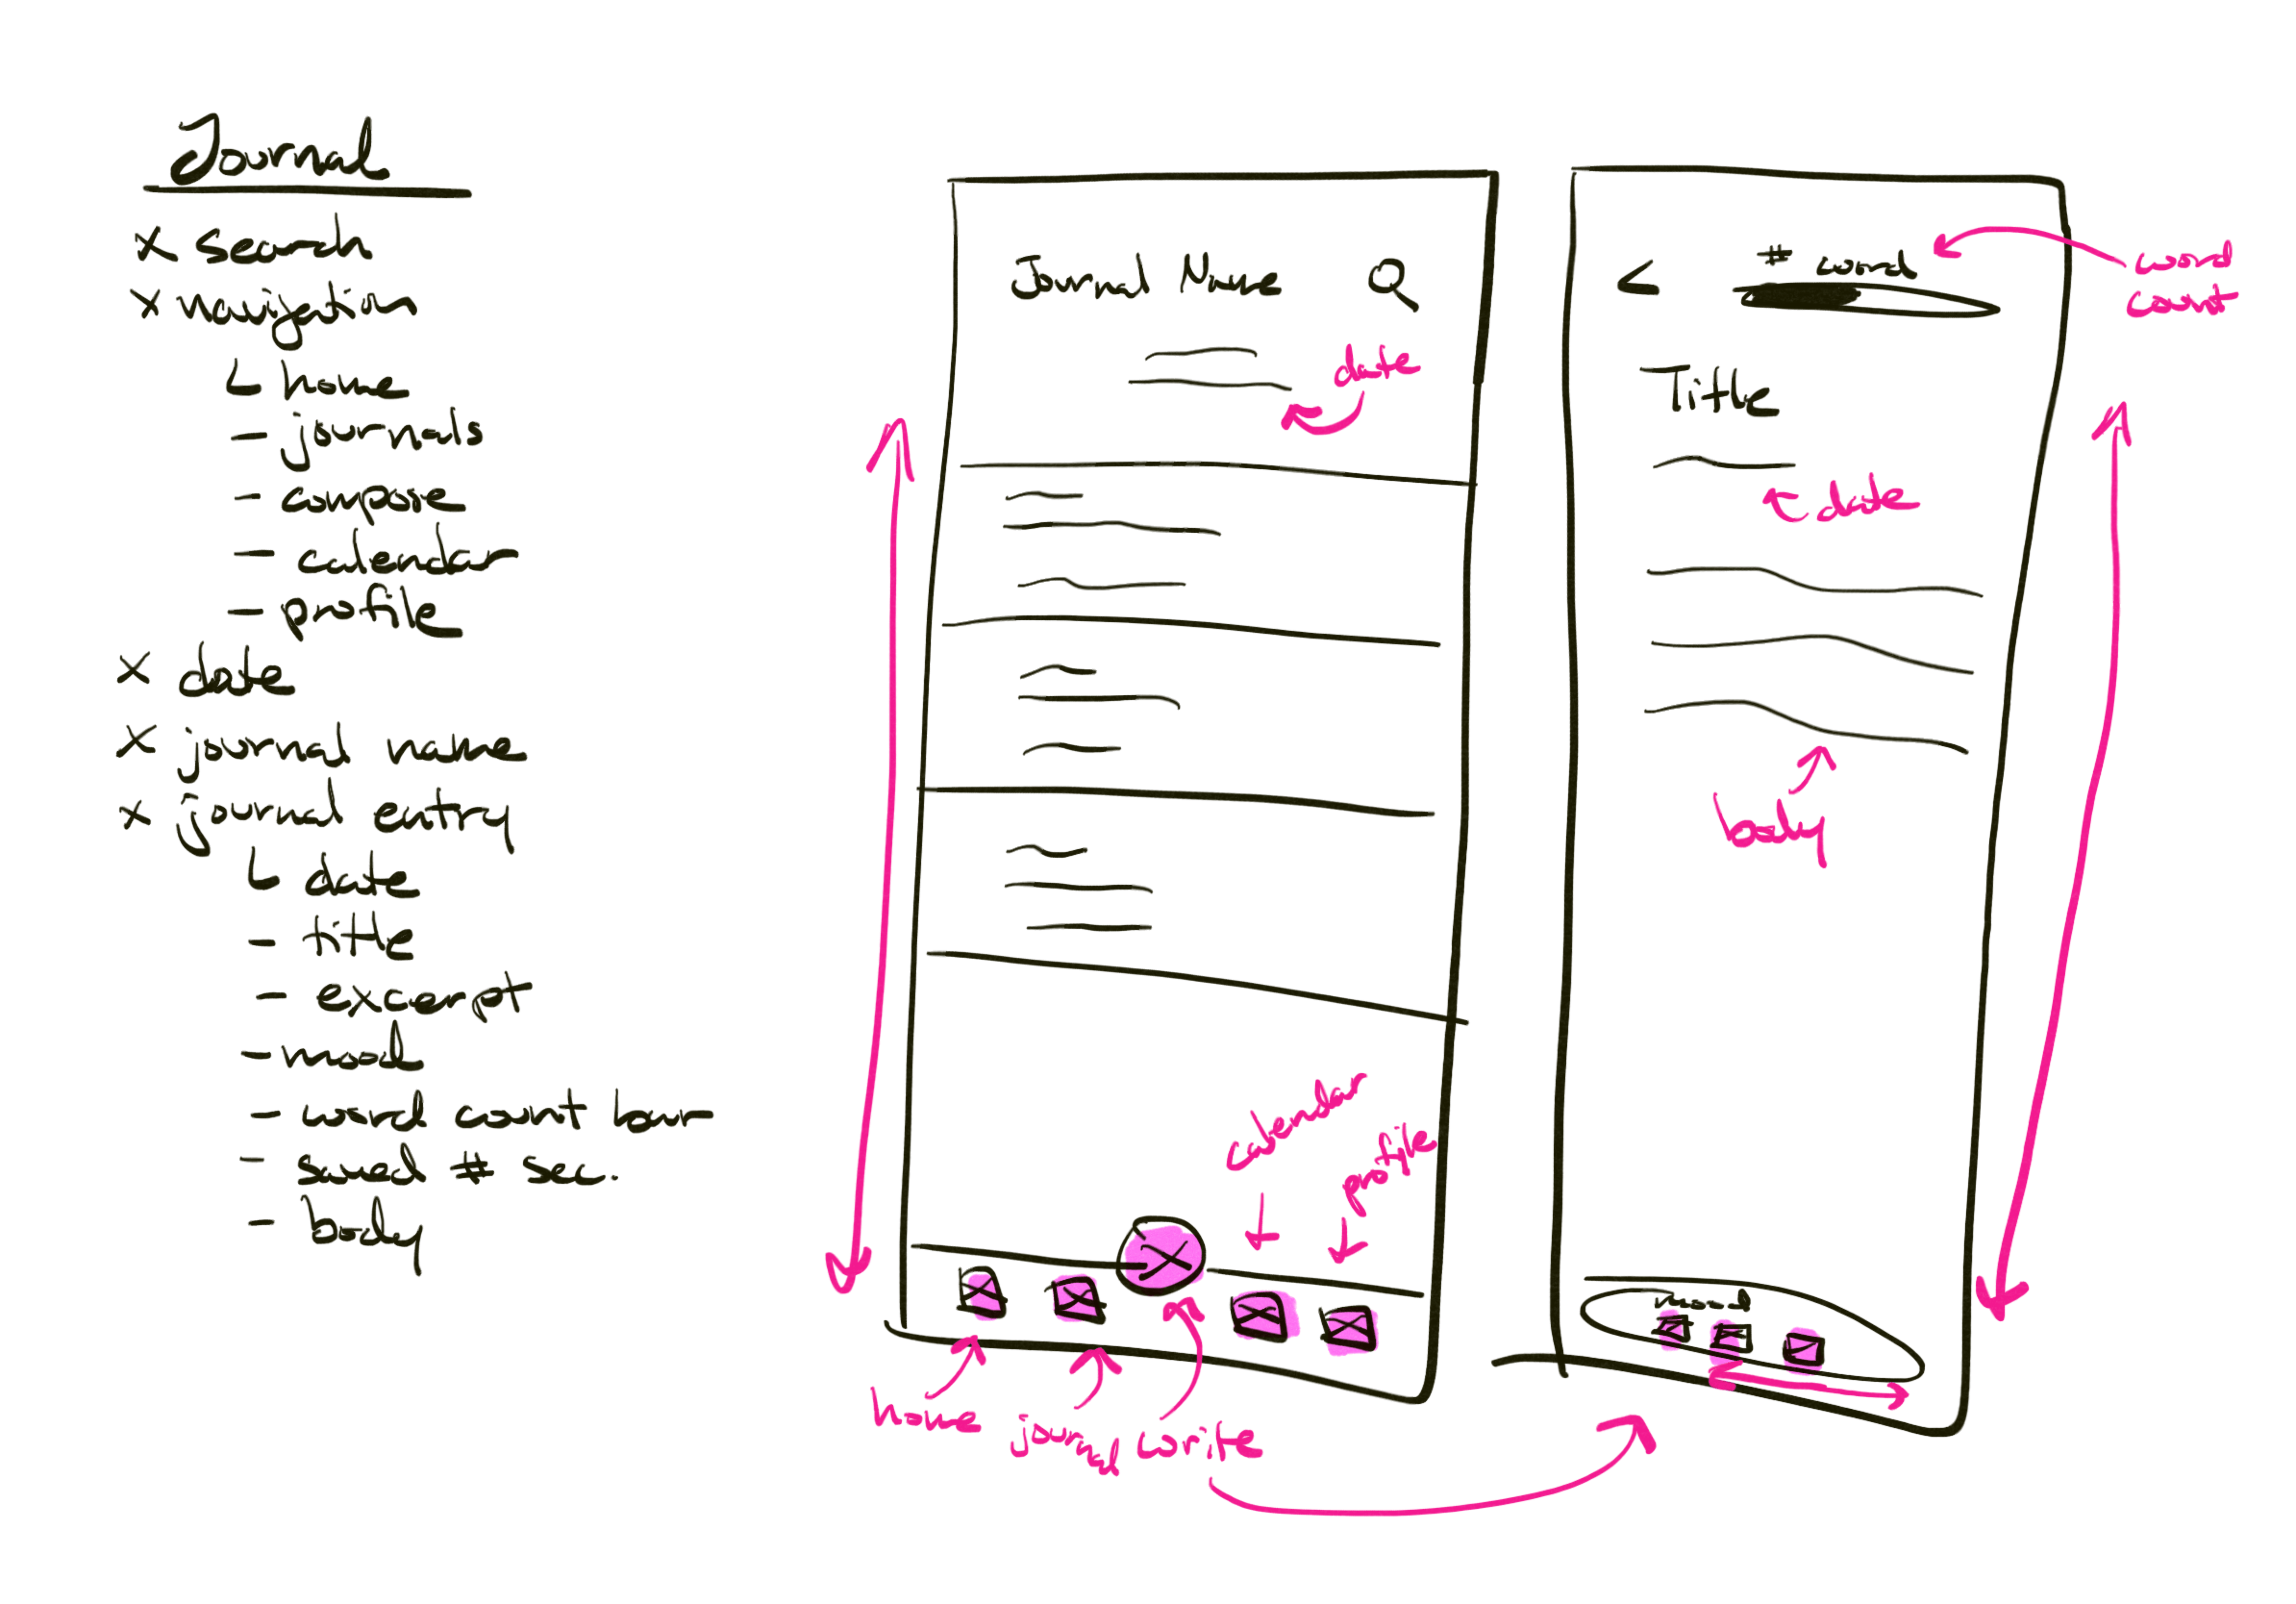 Journal
x search
x navigation
└ home
- journals
- compose
- calendar
- profile
x date
x journal name
x journal entry
└ date
- title
- excerpt
- mood
- word count bar
- saved # sec.
- body
Journal Name
date
calendar
profile
home journal write
# word
word
count
Title
date
body
mood